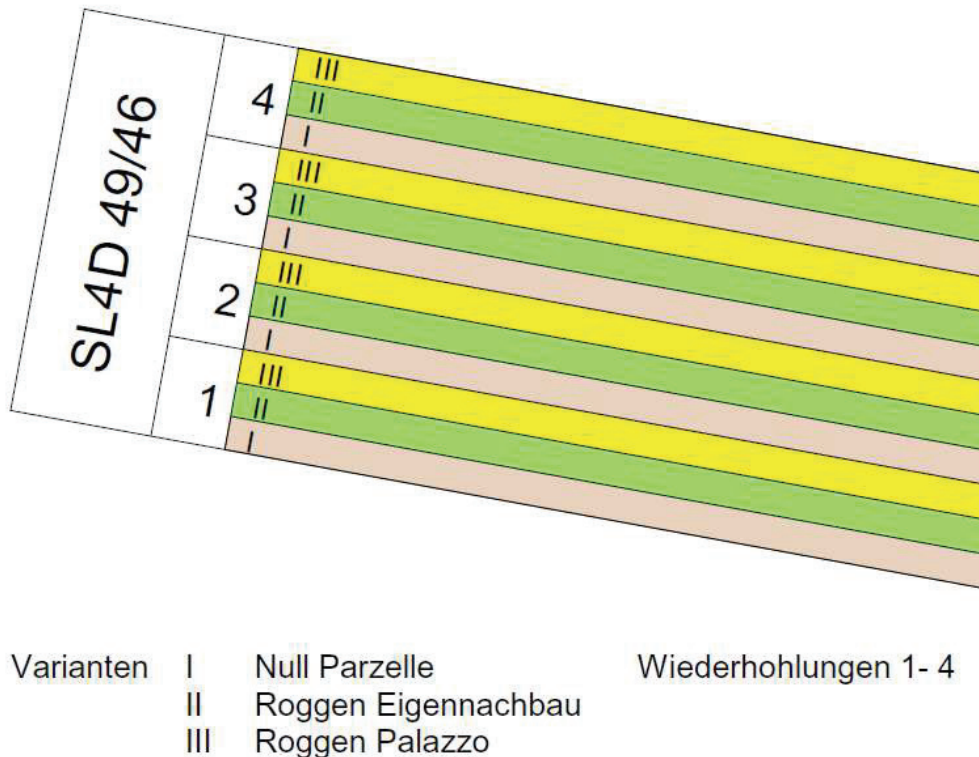 SL4D 49/46
4
III
II
I
3
III
II
I
2
III
II
I
1
III
II
I
Varianten I Null Parzelle Wiederhohlungen 1- 4
II Roggen Eigennachbau
III Roggen Palazzo